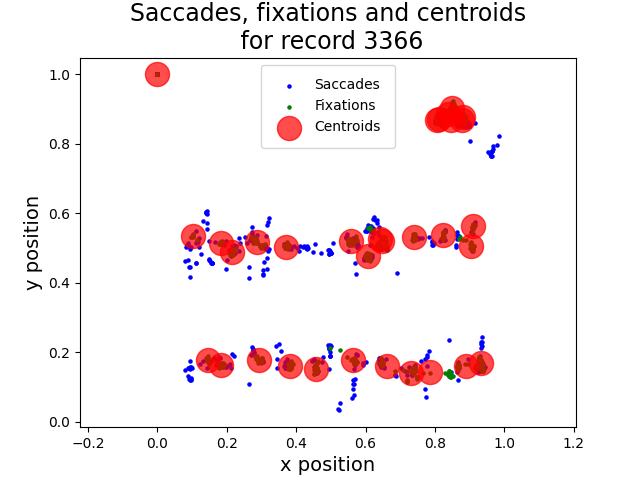 Saccades, fixations and centroids
for record 3366
Saccades
Fixations
Centroids
y position
1.0
0.8
0.6
0.4
0.2
0.0
−0.2 0.0 0.2 0.4 0.6 0.8 1.0 1.2
x position